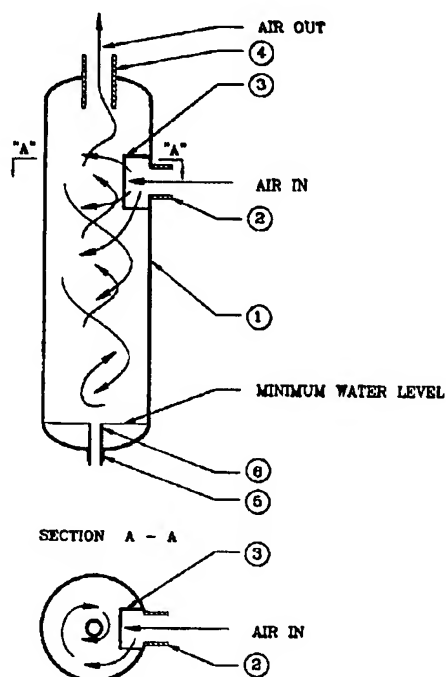 AIR OUT
④
③
"A"
"A"
AIR IN
②
①
MINIMUM WATER LEVEL
⑥
⑤
SECTION A - A
③
AIR IN
②